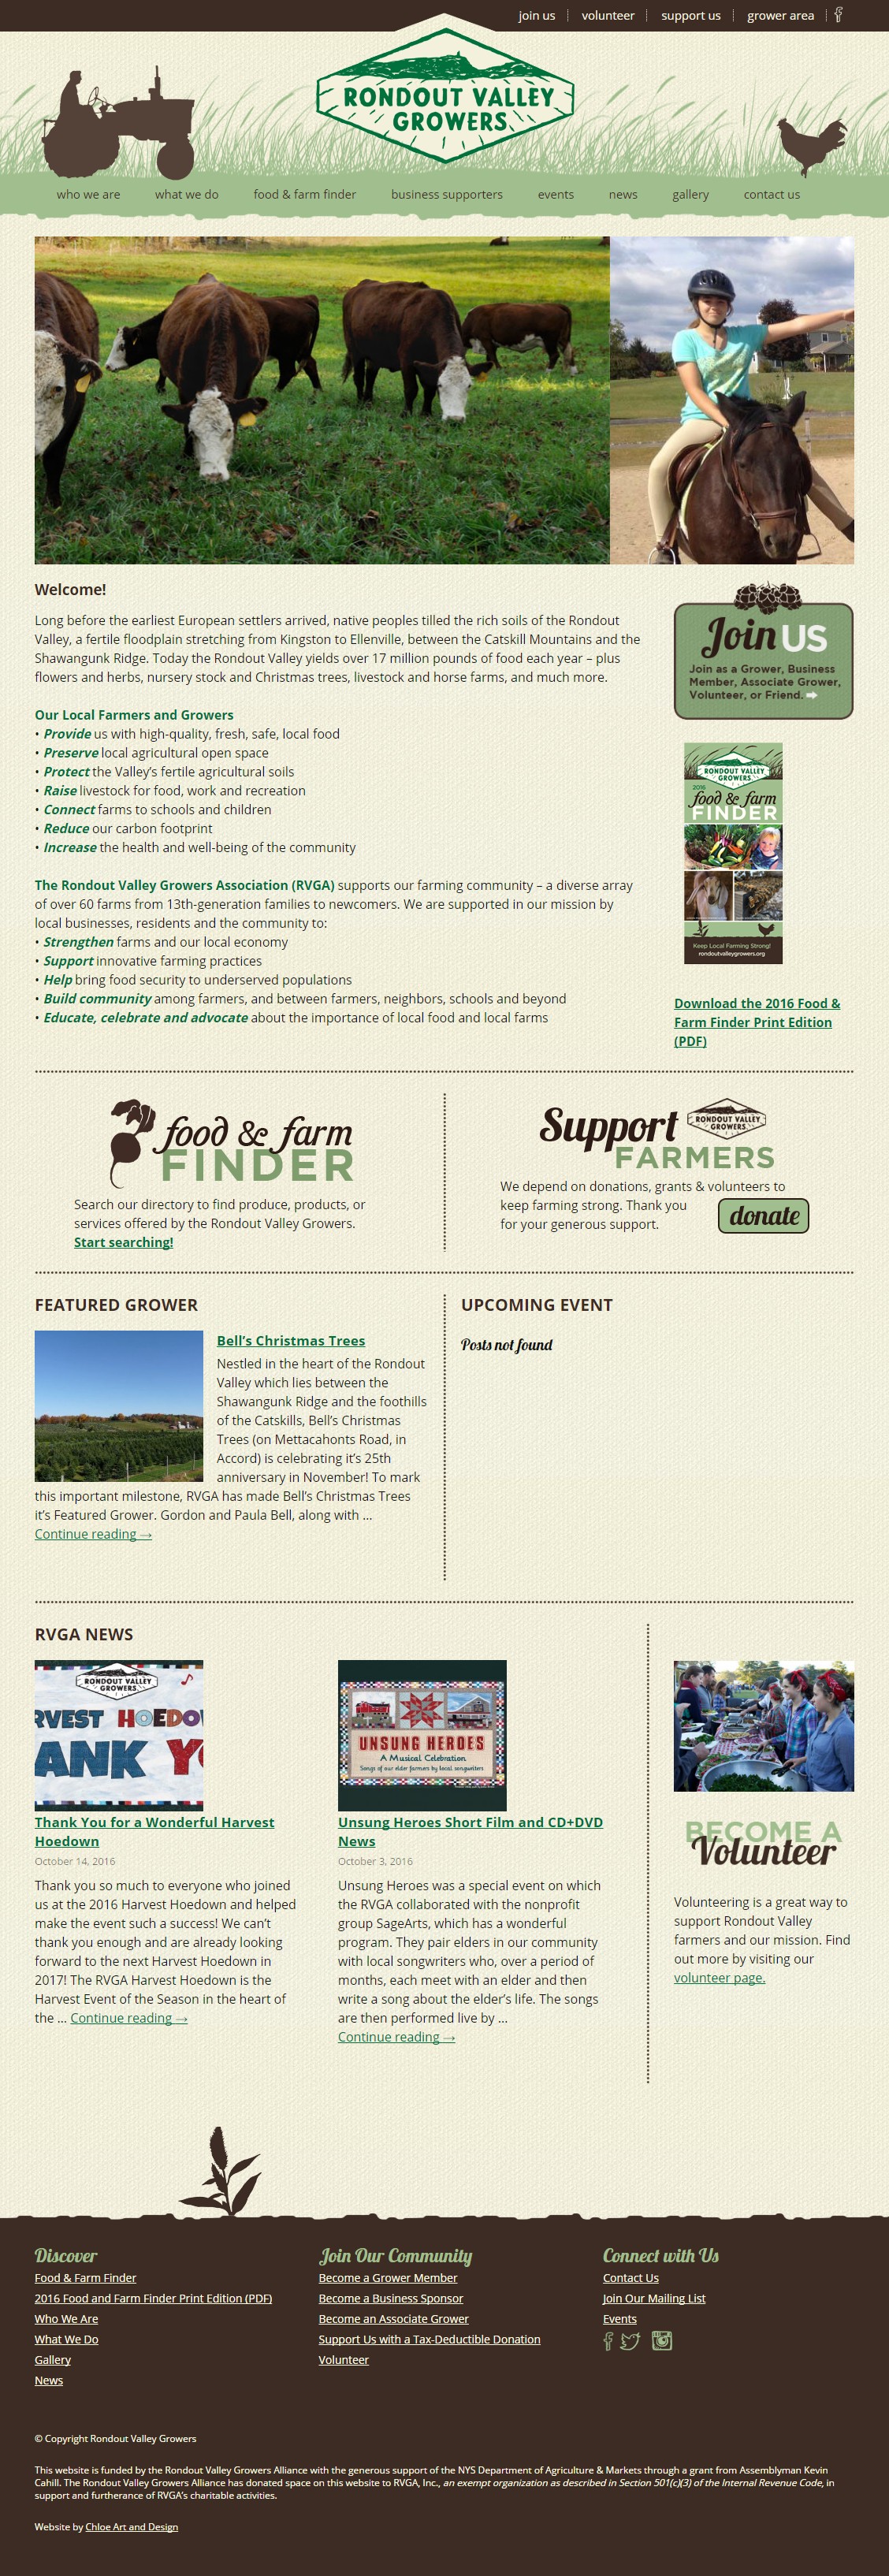 join us
volunteer
support us
grower area
RONDOUT VALLEY
GROWERS
who we are
what we do
food & farm finder
business supporters
events
news
gallery
contact us
Welcome!
Long before the earliest European settlers arrived, native peoples tilled the rich soils of the Rondout
Valley, a fertile floodplain stretching from Kingston to Ellenville, between the Catskill Mountains and the
Shawangunk Ridge. Today the Rondout Valley yields over 17 million pounds of food each year – plus
flowers and herbs, nursery stock and Christmas trees, livestock and horse farms, and much more.
Our Local Farmers and Growers
• Provide us with high-quality, fresh, safe, local food
• Preserve local agricultural open space
• Protect the Valley's fertile agricultural soils
• Raise livestock for food, work and recreation
• Connect farms to schools and children
• Reduce our carbon footprint
• Increase the health and well-being of the community
The Rondout Valley Growers Association (RVGA) supports our farming community – a diverse array
of over 60 farms from 13th-generation families to newcomers. We are supported in our mission by
local businesses, residents and the community to:
• Strengthen farms and our local economy
• Support innovative farming practices
• Help bring food security to underserved populations
• Build community among farmers, and between farmers, neighbors, schools and beyond
• Educate, celebrate and advocate about the importance of local food and local farms
Join US
Join as a Grower, Business
Member, Associate Grower,
Volunteer, or Friend.
RONDOUT VALLEY
GROWERS
2016
food & farm
FINDER
Keep Local Farming Strong!
rondoutvalleygrowers.org
Download the 2016 Food &
Farm Finder Print Edition
(PDF)
food & farm
FINDER
Search our directory to find produce, products, or
services offered by the Rondout Valley Growers.
Start searching!
Support RONDOUT VALLEY
GROWERS
FARMERS
We depend on donations, grants & volunteers to
keep farming strong. Thank you
for your generous support.
donate
FEATURED GROWER
Bell's Christmas Trees
Nestled in the heart of the Rondout
Valley which lies between the
Shawangunk Ridge and the foothills
of the Catskills, Bell's Christmas
Trees (on Mettacahonts Road, in
Accord) is celebrating it's 25th
anniversary in November! To mark
this important milestone, RVGA has made Bell's Christmas Trees
it's Featured Grower. Gordon and Paula Bell, along with ...
Continue reading →
UPCOMING EVENT
Posts not found
RVGA NEWS
RONDOUT VALLEY
GROWERS
RVEST HOEDO
ANK Y
Thank You for a Wonderful Harvest
Hoedown
October 14, 2016
Thank you so much to everyone who joined
us at the 2016 Harvest Hoedown and helped
make the event such a success! We can't
thank you enough and are already looking
forward to the next Harvest Hoedown in
2017! The RVGA Harvest Hoedown is the
Harvest Event of the Season in the heart of
the ... Continue reading →
UNSUNG HEROES
A Musical Celebration
Songs of our elder farmers by local songwriters
Unsung Heroes Short Film and CD+DVD
News
October 3, 2016
Unsung Heroes was a special event on which
the RVGA collaborated with the nonprofit
group SageArts, which has a wonderful
program. They pair elders in our community
with local songwriters who, over a period of
months, each meet with an elder and then
write a song about the elder's life. The songs
are then performed live by ...
Continue reading →
BECOME A
Volunteer
Volunteering is a great way to
support Rondout Valley
farmers and our mission. Find
out more by visiting our
volunteer page.
Discover
Food & Farm Finder
2016 Food and Farm Finder Print Edition (PDF)
Who We Are
What We Do
Gallery
News
Join Our Community
Become a Grower Member
Become a Business Sponsor
Become an Associate Grower
Support Us with a Tax-Deductible Donation
Volunteer
Connect with Us
Contact Us
Join Our Mailing List
Events
© Copyright Rondout Valley Growers
This website is funded by the Rondout Valley Growers Alliance with the generous support of the NYS Department of Agriculture & Markets through a grant from Assemblyman Kevin
Cahill. The Rondout Valley Growers Alliance has donated space on this website to RVGA, Inc., an exempt organization as described in Section 501(c)(3) of the Internal Revenue Code, in
support and furtherance of RVGA's charitable activities.
Website by Chloe Art and Design